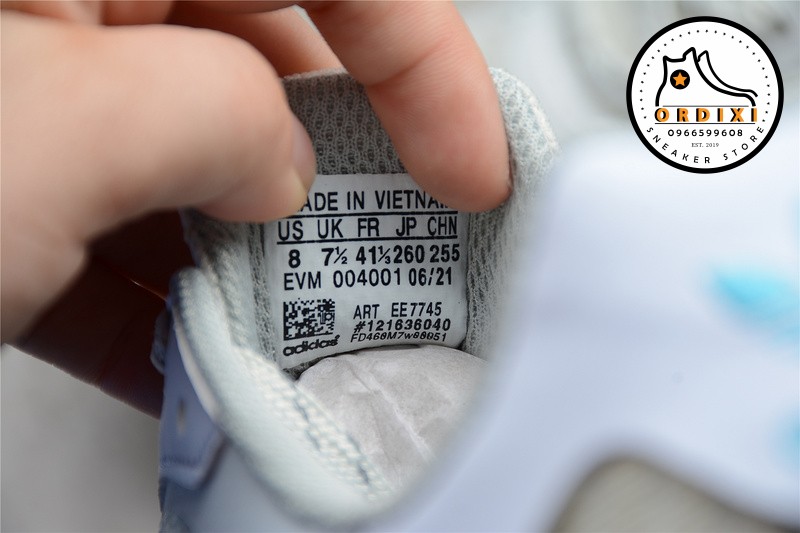 MADE IN VIETNAM
US UK FR JP CHN
8 7½ 41⅓ 260 255
EVM 004001 06/21
ART EE7745
#121636040
adidas
ORDIXI
0966599608
EST, 2019
SNEAKER STORE